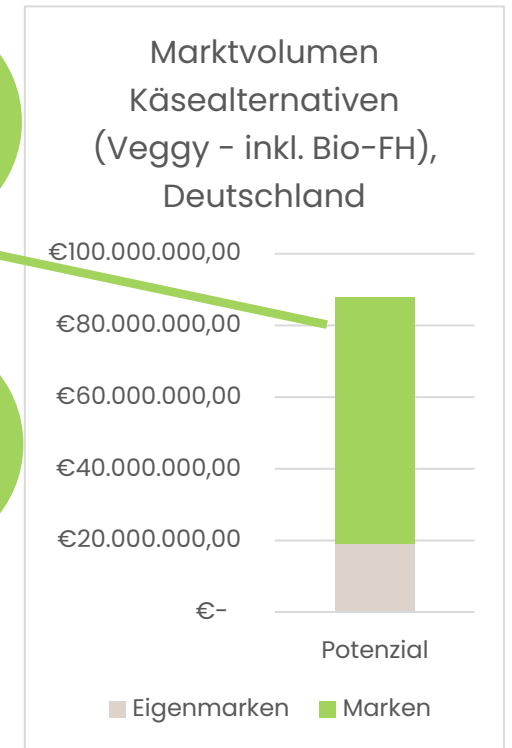 Marktvolumen
Käsealternativen
(Veggy - inkl. Bio-FH),
Deutschland
€100.000.000,00
€80.000.000,00
€60.000.000,00
€40.000.000,00
€20.000.000,00
€-
Potenzial
Eigenmarken Marken